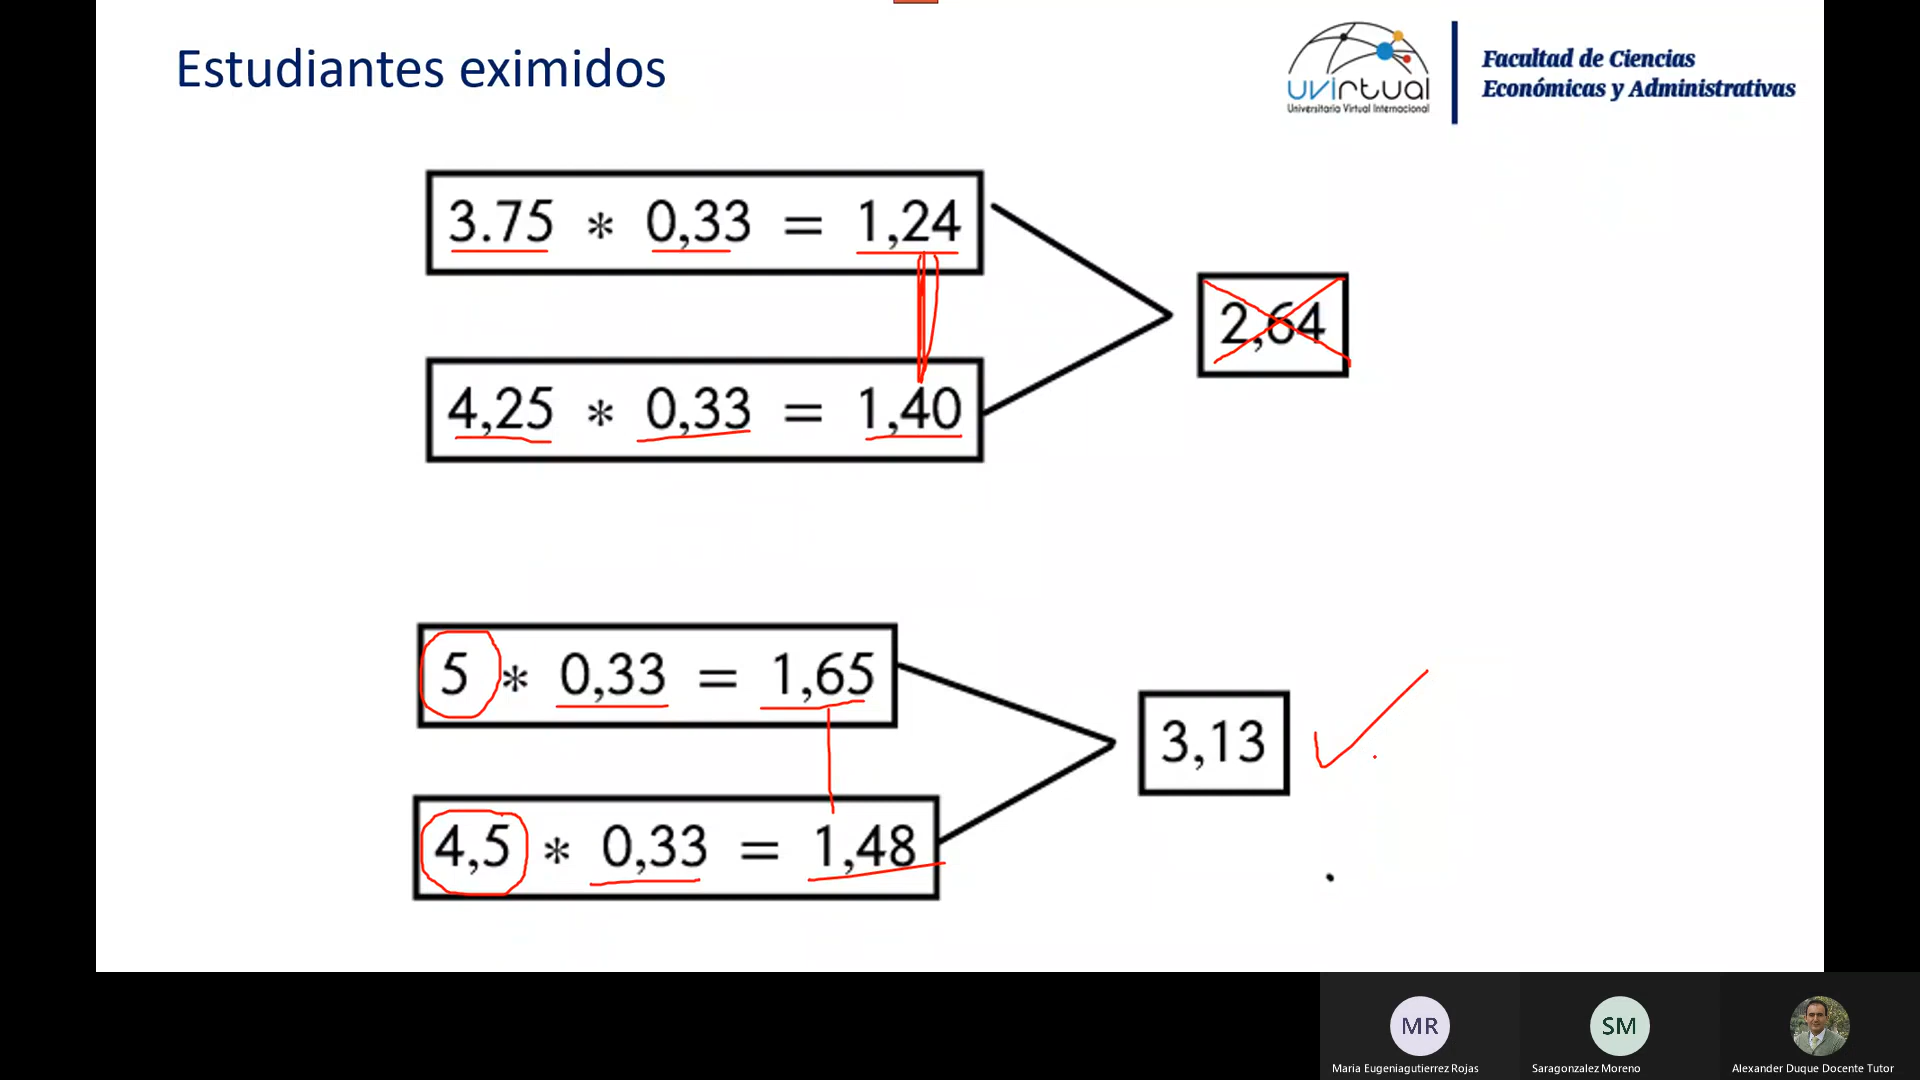 Estudiantes eximidos
uvirtual
Universitaria Virtual Internacional
Facultad de Ciencias
Económicas y Administrativas
3.75 * 0,33 = 1,24
2,64
4,25 * 0,33 = 1,40
5 * 0,33 = 1,65
3,13
4,5 * 0,33 = 1,48
MR
SM
Maria Eugeniagutierrez Rojas
Saragonzalez Moreno
Alexander Duque Docente Tutor